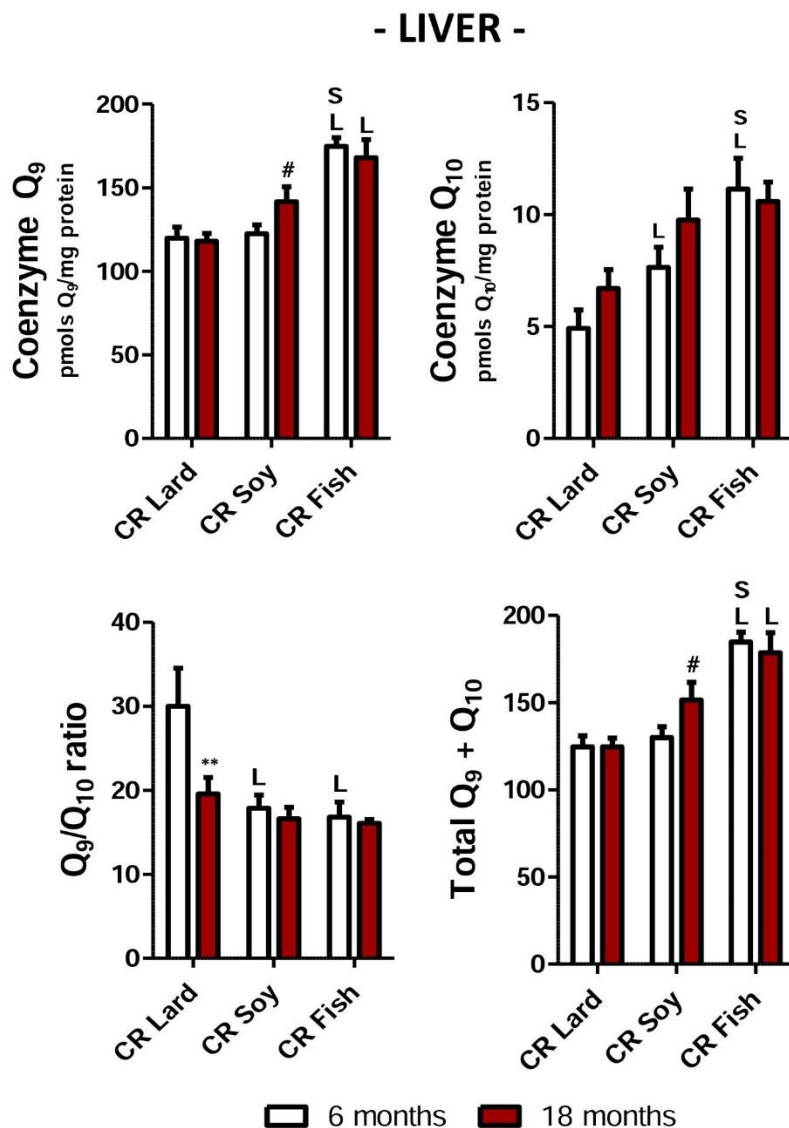 - LIVER -
Coenzyme Q₉
pmols Q₉/mg protein
200
150
100
50
0
#
S
L
L
CR Lard
CR Soy
CR Fish
Coenzyme Q₁₀
pmols Q₁₀/mg protein
15
10
5
0
L
S
L
CR Lard
CR Soy
CR Fish
Q₉/Q₁₀ ratio
40
30
20
10
0
**
L
L
CR Lard
CR Soy
CR Fish
Total Q₉ + Q₁₀
200
150
100
50
0
#
S
L
L
CR Lard
CR Soy
CR Fish
6 months
18 months